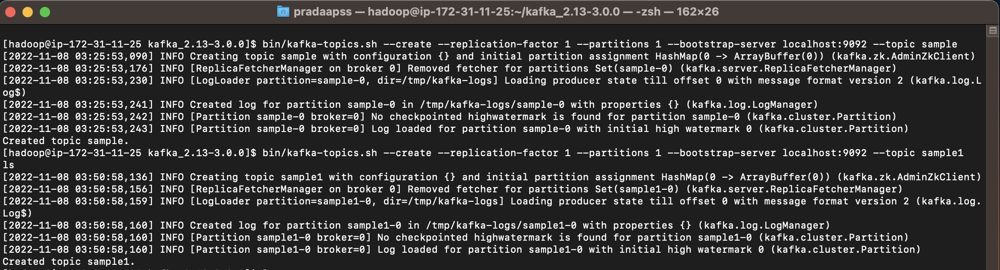 pradaapss — hadoop@ip-172-31-11-25:~/kafka_2.13-3.0.0 — -zsh — 162×26
[hadoop@ip-172-31-11-25 kafka_2.13-3.0.0]$ bin/kafka-topics.sh --create --replication-factor 1 --partitions 1 --bootstrap-server localhost:9092 --topic sample
[2022-11-08 03:25:53,090] INFO Creating topic sample with configuration {} and initial partition assignment HashMap(0 -> ArrayBuffer(0)) (kafka.zk.AdminZkClient)
[2022-11-08 03:25:53,176] INFO [ReplicaFetcherManager on broker 0] Removed fetcher for partitions Set(sample-0) (kafka.server.ReplicaFetcherManager)
[2022-11-08 03:25:53,230] INFO [LogLoader partition=sample-0, dir=/tmp/kafka-logs] Loading producer state till offset 0 with message format version 2 (kafka.log.L
og$)
[2022-11-08 03:25:53,241] INFO Created log for partition sample-0 in /tmp/kafka-logs/sample-0 with properties {} (kafka.log.LogManager)
[2022-11-08 03:25:53,242] INFO [Partition sample-0 broker=0] No checkpointed highwatermark is found for partition sample-0 (kafka.cluster.Partition)
[2022-11-08 03:25:53,243] INFO [Partition sample-0 broker=0] Log loaded for partition sample-0 with initial high watermark 0 (kafka.cluster.Partition)
Created topic sample.
[hadoop@ip-172-31-11-25 kafka_2.13-3.0.0]$ bin/kafka-topics.sh --create --replication-factor 1 --partitions 1 --bootstrap-server localhost:9092 --topic sample1
ls
[2022-11-08 03:50:58,136] INFO Creating topic sample1 with configuration {} and initial partition assignment HashMap(0 -> ArrayBuffer(0)) (kafka.zk.AdminZkClient)
[2022-11-08 03:50:58,156] INFO [ReplicaFetcherManager on broker 0] Removed fetcher for partitions Set(sample1-0) (kafka.server.ReplicaFetcherManager)
[2022-11-08 03:50:58,159] INFO [LogLoader partition=sample1-0, dir=/tmp/kafka-logs] Loading producer state till offset 0 with message format version 2 (kafka.log.
Log$)
[2022-11-08 03:50:58,160] INFO Created log for partition sample1-0 in /tmp/kafka-logs/sample1-0 with properties {} (kafka.log.LogManager)
[2022-11-08 03:50:58,160] INFO [Partition sample1-0 broker=0] No checkpointed highwatermark is found for partition sample1-0 (kafka.cluster.Partition)
[2022-11-08 03:50:58,160] INFO [Partition sample1-0 broker=0] Log loaded for partition sample1-0 with initial high watermark 0 (kafka.cluster.Partition)
Created topic sample1.